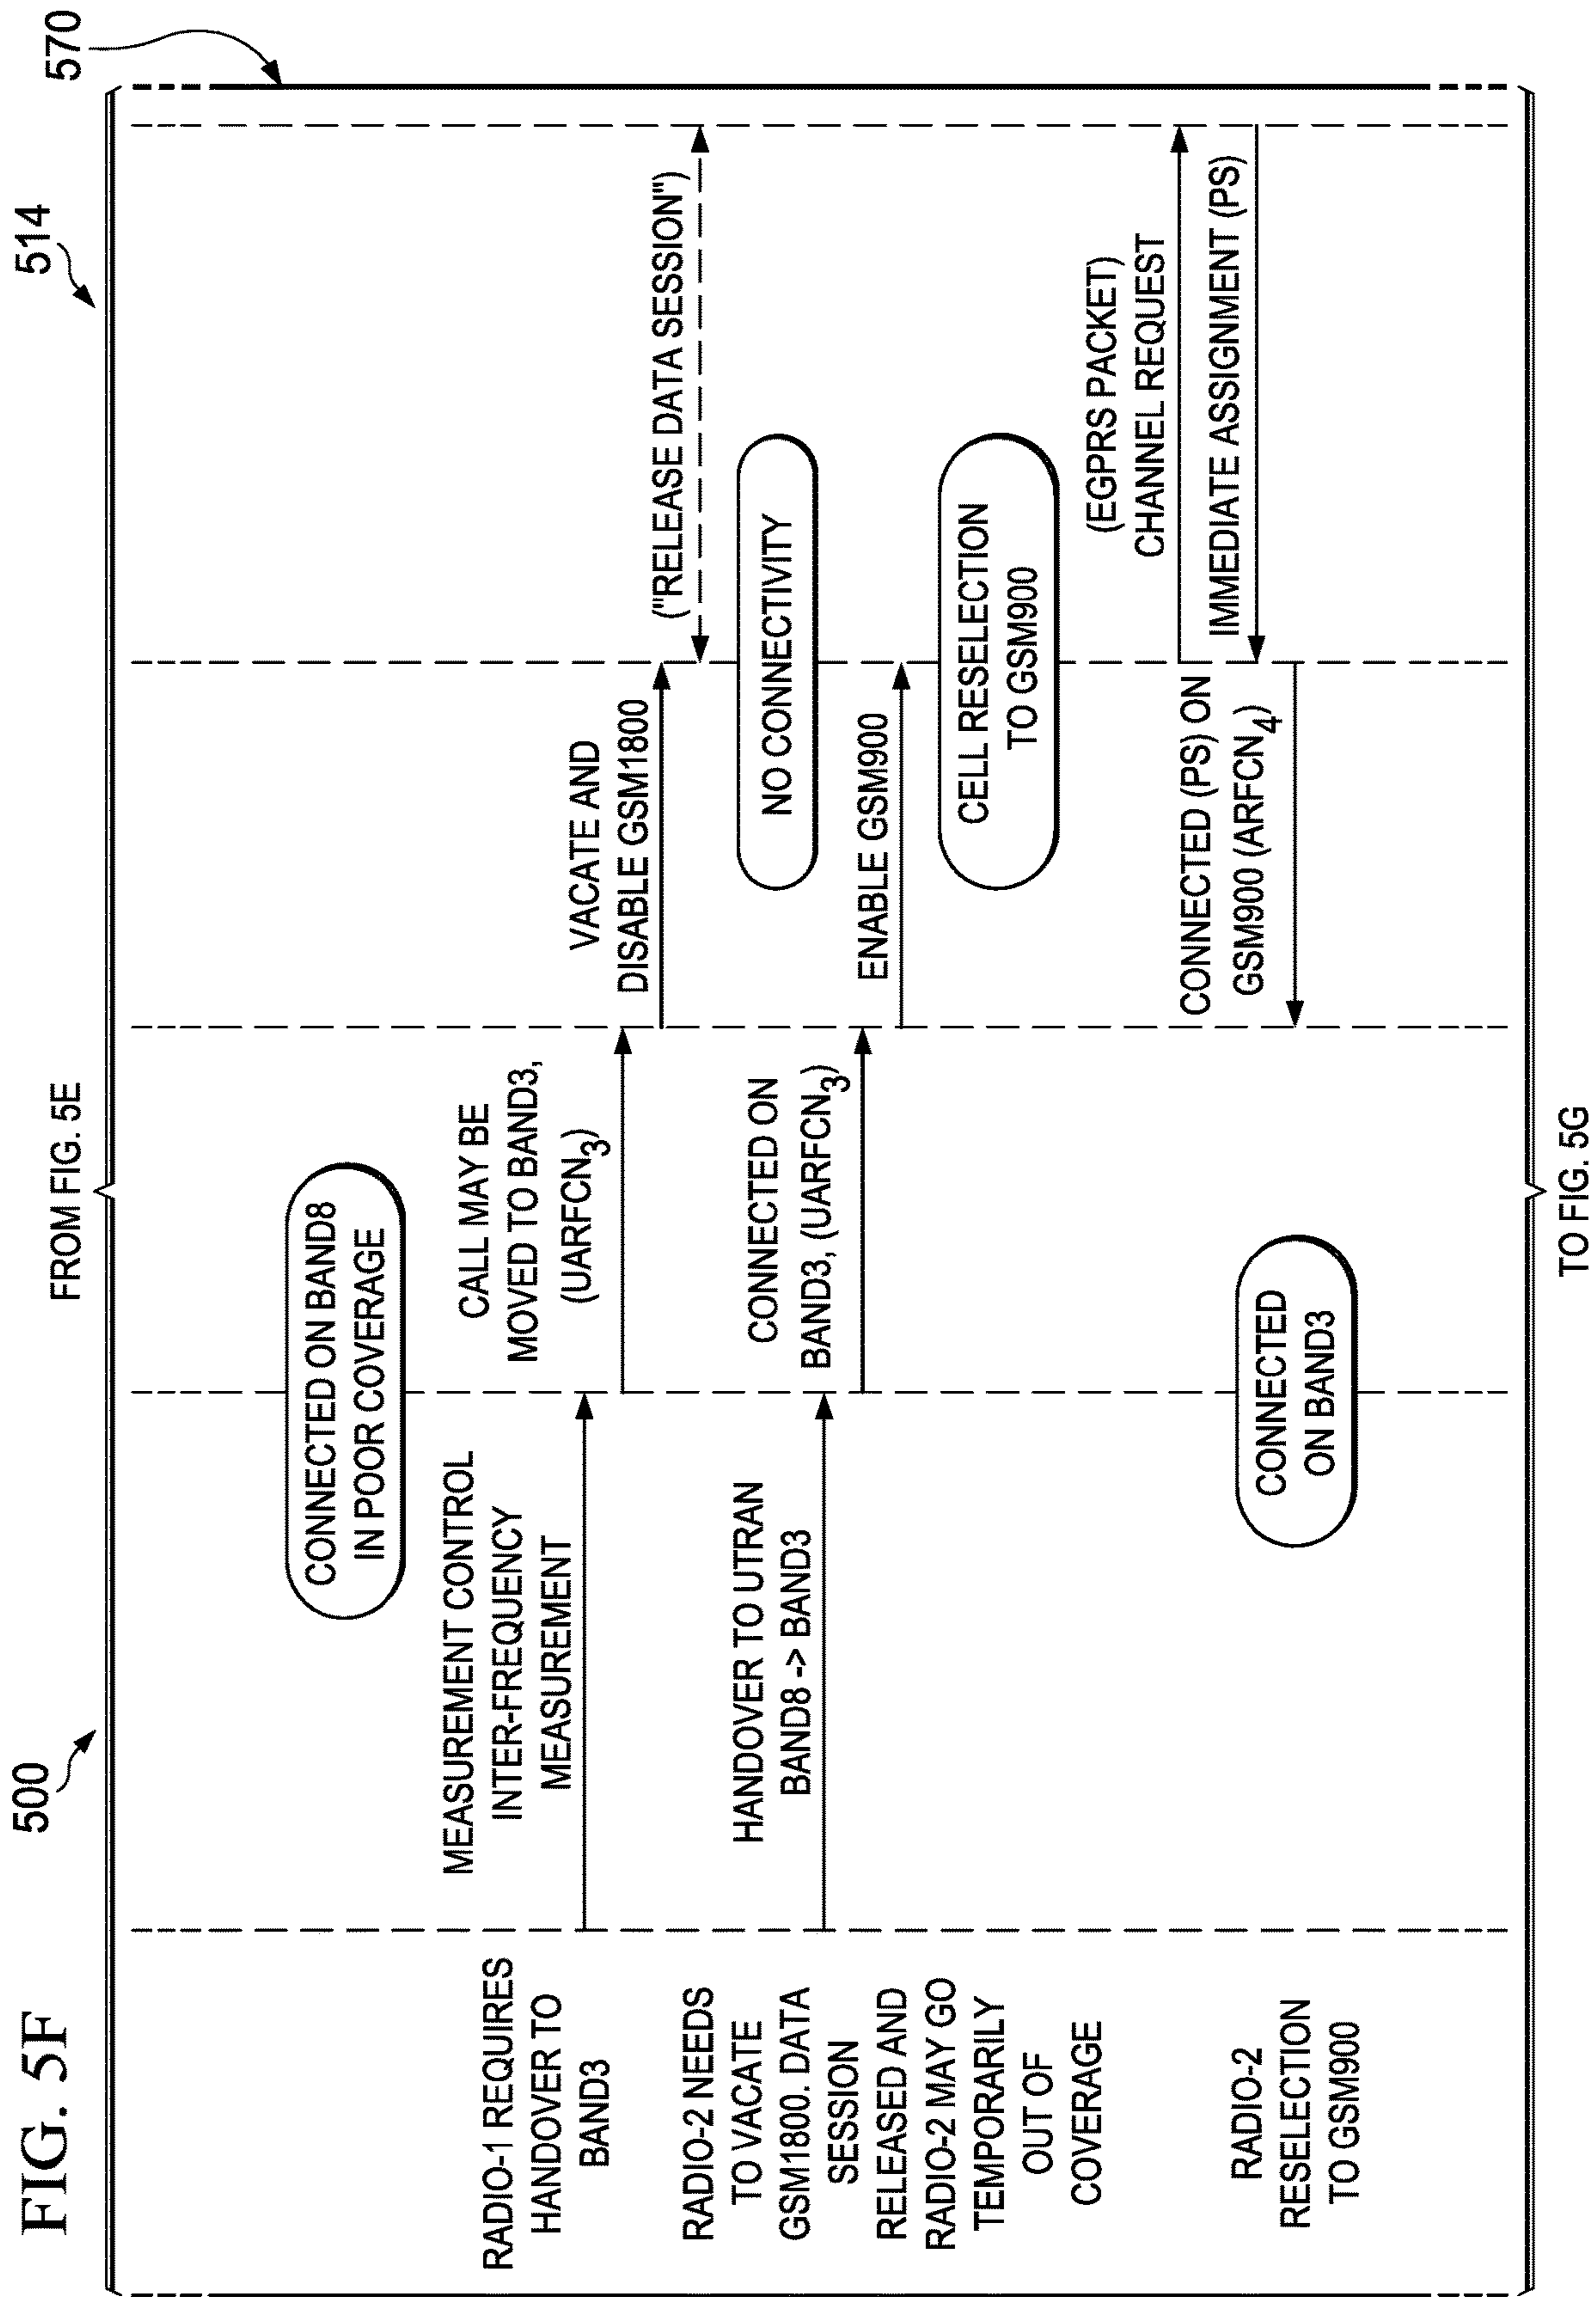 FIG. 5F
500
514
570
FROM FIG. 5E
CONNECTED ON BAND8
IN POOR COVERAGE
RADIO-1 REQUIRES
HANDOVER TO
BAND3
MEASUREMENT CONTROL
INTER-FREQUENCY
MEASUREMENT
CALL MAY BE
MOVED TO BAND3,
(UARFCN3)
VACATE AND
DISABLE GSM1800
("RELEASE DATA SESSION")
RADIO-2 NEEDS
TO VACATE
GSM1800. DATA
SESSION
RELEASED AND
RADIO-2 MAY GO
TEMPORARILY
OUT OF
COVERAGE
HANDOVER TO UTRAN
BAND8 -> BAND3
CONNECTED ON
BAND3, (UARFCN3)
NO CONNECTIVITY
ENABLE GSM900
CELL RESELECTION
TO GSM900
(EGPRS PACKET)
CHANNEL REQUEST
IMMEDIATE ASSIGNMENT (PS)
CONNECTED (PS) ON
GSM900 (ARFCN4)
RADIO-2
RESELECTION
TO GSM900
CONNECTED
ON BAND3
TO FIG. 5G